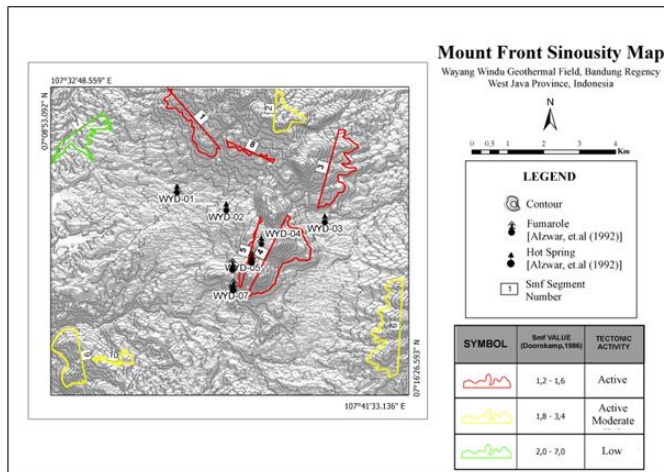 Mount Front Sinousity Map
Wayang Windu Geothermal Field, Bandung Regency
West Java Province, Indonesia
N
0 0,5 1 2 3 4
Km
LEGEND
Contour
Fumarole
[Alzwar, et.al (1992)]
Hot Spring
[Alzwar, et.al (1992)]
1
Smf Segment
Number
SYMBOL
Smf VALUE
(Doornkamp,1986)
TECTONIC
ACTIVITY
1,2 - 1,6
Active
1,8 - 3,4
Active
Moderate
2,0 - 7,0
Low
107°32'48.559" E
07°08'53.092" N
1
2
8
3
WYD-01
WYD-02
WYD-03
WYD-04
5
4
WYD-05
WYD-07
10
07°16'26.593" N
107°41'33.136" E